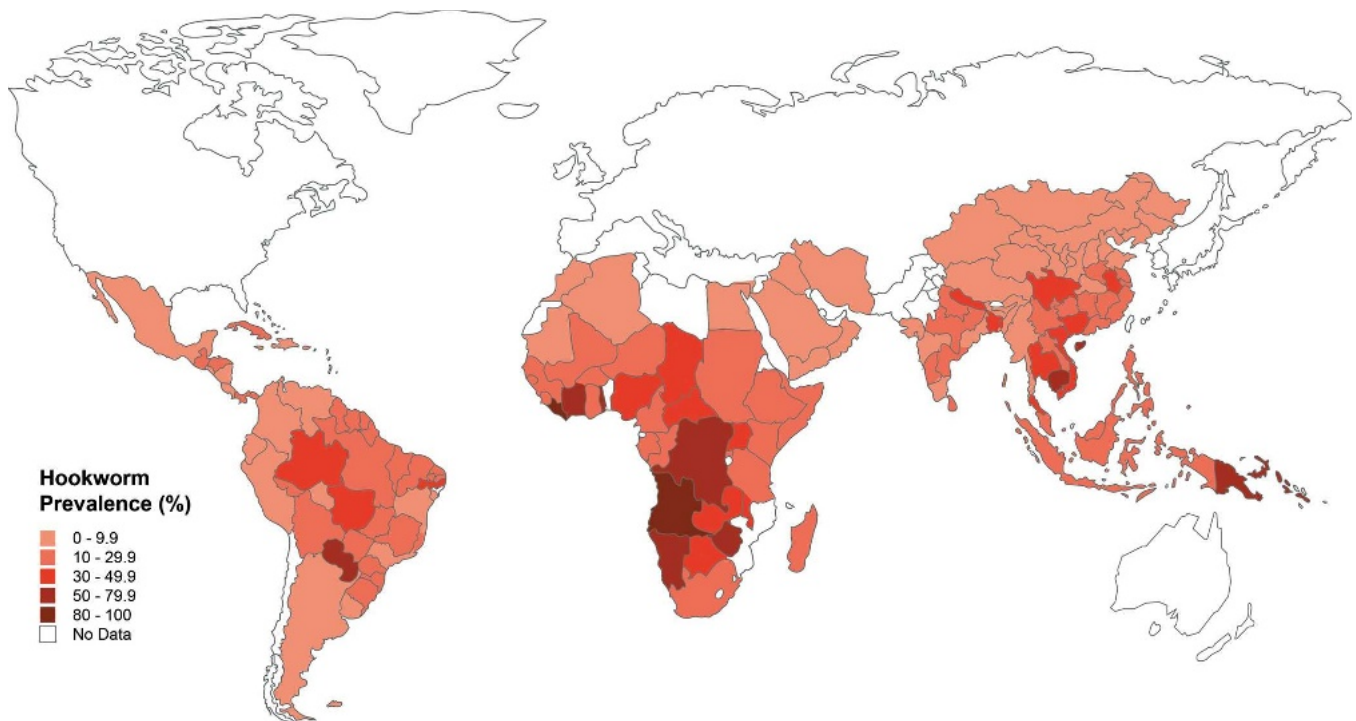 Hookworm
Prevalence (%)
0 - 9.9
10 - 29.9
30 - 49.9
50 - 79.9
80 - 100
No Data